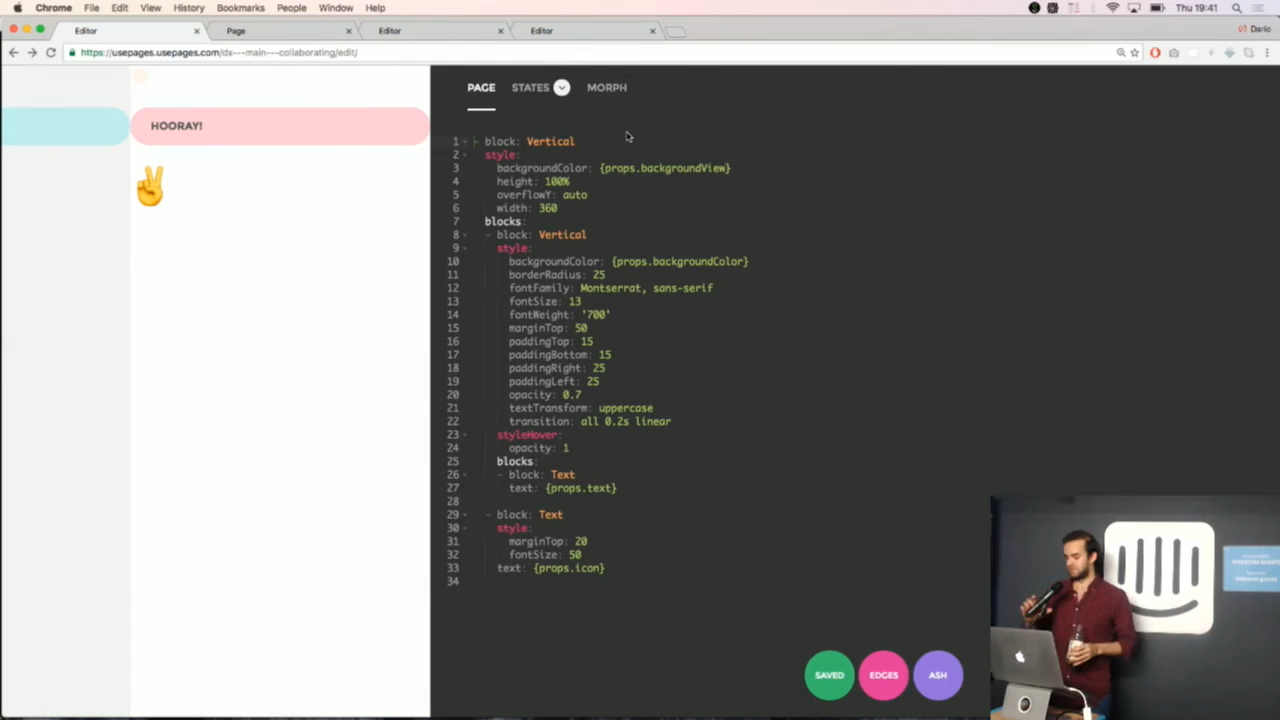 Chrome File Edit View History Bookmarks People Window Help Thu 19:41
Editor Page Editor Editor Dario
https://usepages.usepages.com/dx---main---collaborating/edit/
PAGE STATES MORPH
HOORAY!
1 - block: Vertical
2 style:
3 backgroundColor: {props.backgroundView}
4 height: 100%
5 overflowY: auto
6 width: 360
7 blocks:
8 - block: Vertical
9 style:
10 backgroundColor: {props.backgroundColor}
11 borderRadius: 25
12 fontFamily: Montserrat, sans-serif
13 fontSize: 13
14 fontWeight: '700'
15 marginTop: 50
16 paddingTop: 15
17 paddingBottom: 15
18 paddingRight: 25
19 paddingLeft: 25
20 opacity: 0.7
21 textTransform: uppercase
22 transition: all 0.2s linear
23 styleHover:
24 opacity: 1
25 blocks:
26 - block: Text
27 text: {props.text}
28
29 - block: Text
30 style:
31 marginTop: 20
32 fontSize: 50
33 text: {props.icon}
34
SAVED EDGES ASH